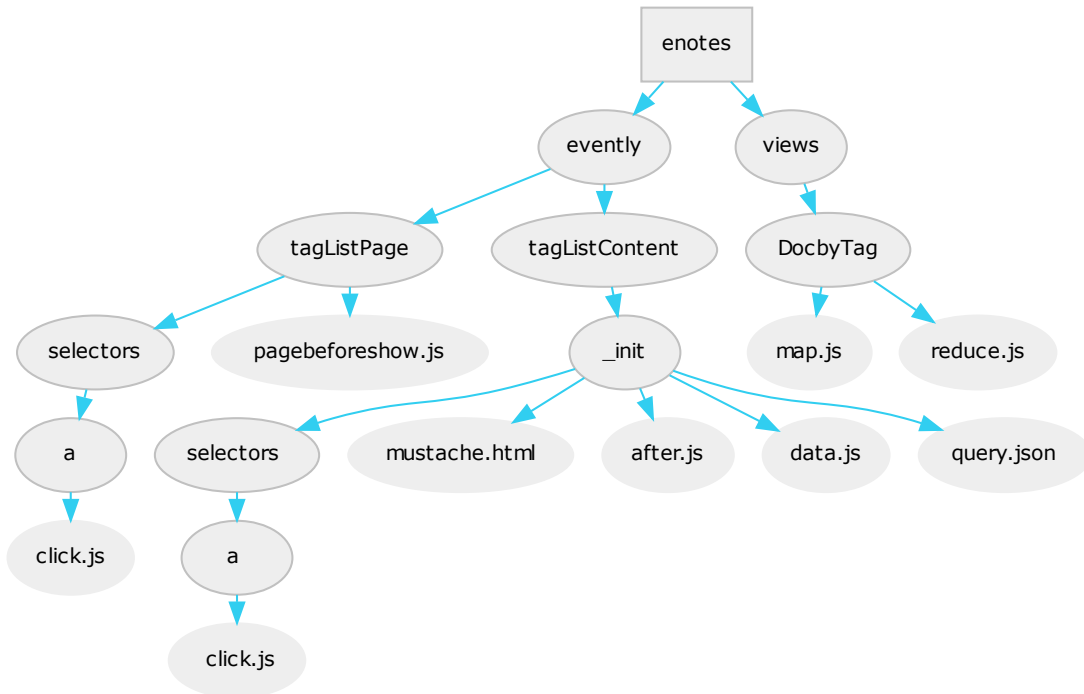 enotes
evently
views
tagListPage
tagListContent
DocbyTag
selectors
pagebeforeshow.js
_init
map.js
reduce.js
a
selectors
mustache.html
after.js
data.js
query.json
click.js
a
click.js